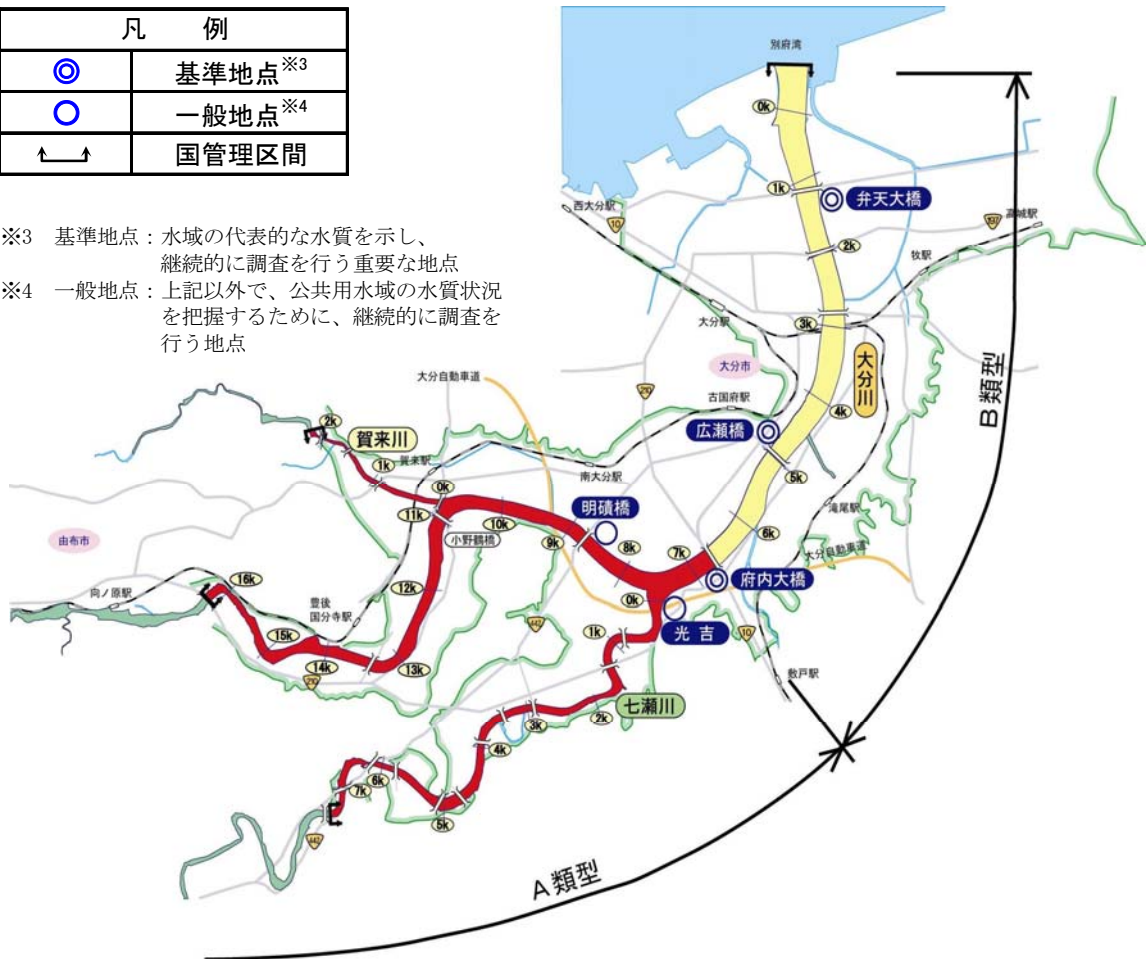 凡 例
◎ 基準地点※3
○ 一般地点※4
国管理区間
※3 基準地点：水域の代表的な水質を示し、
継続的に調査を行う重要な地点
※4 一般地点：上記以外で、公共用水域の水質状況
を把握するために、継続的に調査を
行う地点
別府湾
0k
1k
弁天大橋
西大分駅
10
197
高城駅
2k
牧駅
大分駅
3k
大分市
大分川
B類型
大分自動車道
210
古国府駅
4k
広瀬橋
2k
賀来川
1k
賀来駅
南大分駅
5k
0k
11k
10k
明磧橋
滝尾駅
6k
小野鶴橋
9k
8k
7k
大分自動車道
由布市
府内大橋
16k
12k
0k
向ノ原駅
豊後
国分寺駅
442
1k
光吉
10
15k
14k
13k
210
敷戸駅
七瀬川
2k
3k
4k
6k
7k
5k
442
A類型